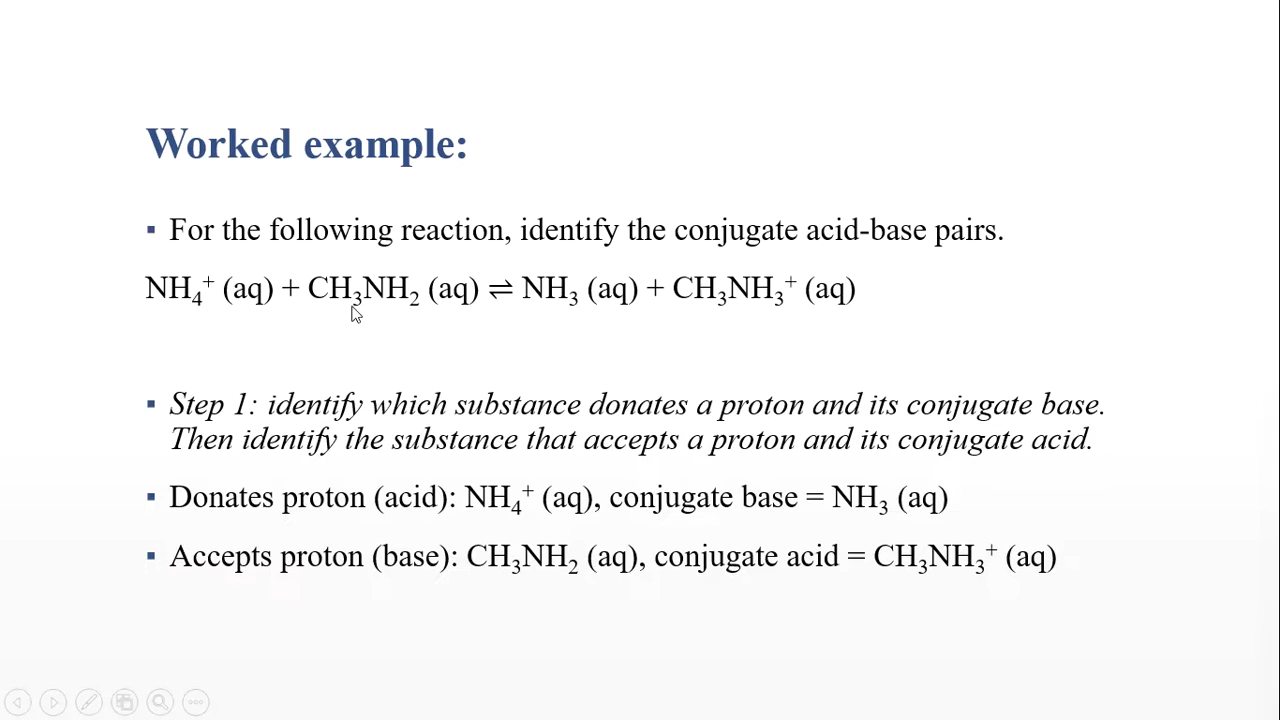 Worked example:
▪ For the following reaction, identify the conjugate acid-base pairs.
NH₄⁺ (aq) + CH₃NH₂ (aq) ⇌ NH₃ (aq) + CH₃NH₃⁺ (aq)
▪ Step 1: identify which substance donates a proton and its conjugate base.
Then identify the substance that accepts a proton and its conjugate acid.
▪ Donates proton (acid): NH₄⁺ (aq), conjugate base = NH₃ (aq)
▪ Accepts proton (base): CH₃NH₂ (aq), conjugate acid = CH₃NH₃⁺ (aq)